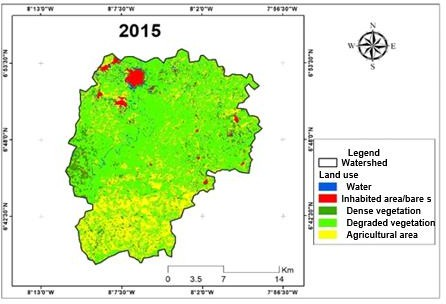 8°13'0"W 8°7'30"W 8°2'0"W 7°56'30"W
2015
N
W E
S
6°53'30"N 6°53'30"N
6°48'0"N 6°48'0"N
6°42'30"N 6°42'30"N
Legend
Watershed
Land use
Water
Inhabited area/bare s
Dense vegetation
Degraded vegetation
Agricultural area
Km
0 3.5 7 14
8°13'0"W 8°7'30"W 8°2'0"W 7°56'30"W